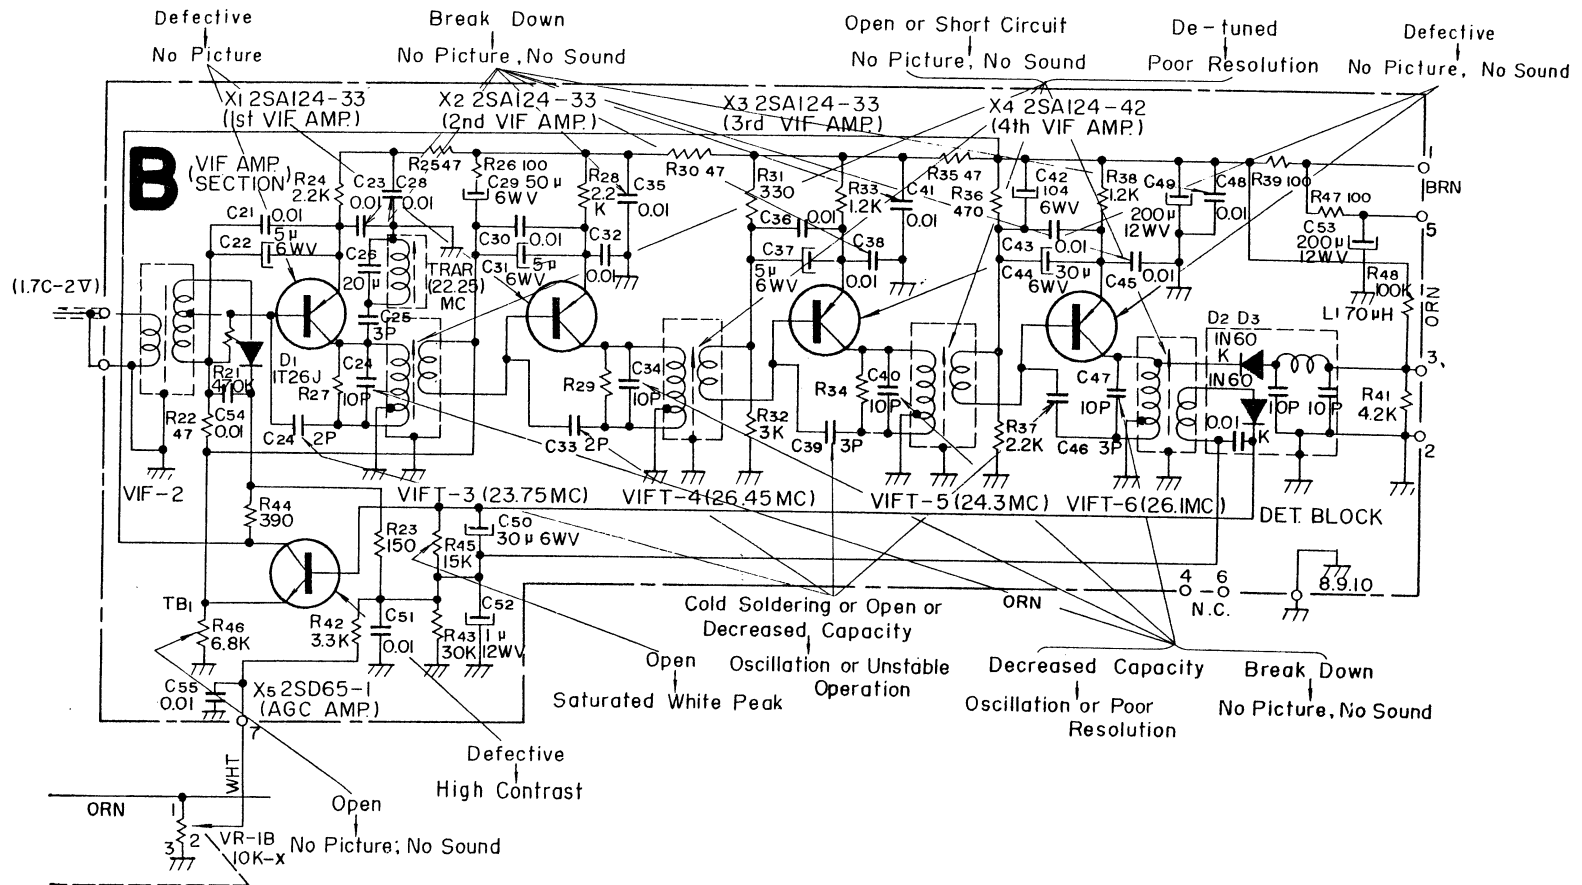 Defective
No Picture
Break Down
No Picture, No Sound
Open or Short Circuit
No Picture, No Sound
De-tuned
Poor Resolution
Defective
No Picture, No Sound
X1 2SA124-33
(1st VIF AMP.)
X2 2SA124-33
(2nd VIF AMP.)
X3 2SA124-33
(3rd VIF AMP.)
X4 2SA124-42
(4th VIF AMP.)
B
(VIF AMP.
SECTION)
R24
2.2K
C23
0.01
C28
0.01
R25 47
R26 100
C29 50μ
6WV
R28
2.2
K
C35
0.01
R30 47
R31
330
R33
1.2K
C41
0.01
R35 47
R36
470
C42
104
6WV
R38
1.2K
C49
200μ
12WV
C48
0.01
R39 100
1
BRN
R47 100
5
C53
200μ
12WV
R48
100K
ORN
C21 0.01
C22 5μ
6WV
C26
20μ
TRAR
(22.25)
MC
C30 0.01
C31 5μ
6WV
C32
0.01
C36 0.01
C37
5μ
6WV
C38
0.01
C43 0.01
C44 30μ
6WV
C45 0.01
(1.7C-2V)
C25
3P
D1
1T26J
R21
470K
C54
0.01
R22
47
R27
C24
10P
C24 2P
R29
C34
10P
C33 2P
R32
3K
R34
C40
10P
C39 3P
R37
2.2K
C47
10P
C46 3P
L1 70μH
D2 D3
1N60
K
1N60
K
0.01
10P 10P
R41
4.2K
3
2
VIF-2
VIFT-3 (23.75MC)
VIFT-4 (26.45MC)
VIFT-5 (24.3MC)
VIFT-6 (26.1MC)
DET. BLOCK
R44
390
R23
150
R45
15K
C50
30μ 6WV
TB1
R46
6.8K
R42
3.3K
C51
0.01
R43
30K
C52
1μ
12WV
ORN
4 6
N.C.
8.9.10
C55
0.01
X5 2SD65-1
(AGC AMP.)
7
WHT
Cold Soldering or Open or
Decreased Capacity
Oscillation or Unstable
Operation
Open
Saturated White Peak
Decreased Capacity
Oscillation or Poor
Resolution
Break Down
No Picture, No Sound
Defective
High Contrast
Open
No Picture; No Sound
ORN
1
2
3
VR-1B
10K-X